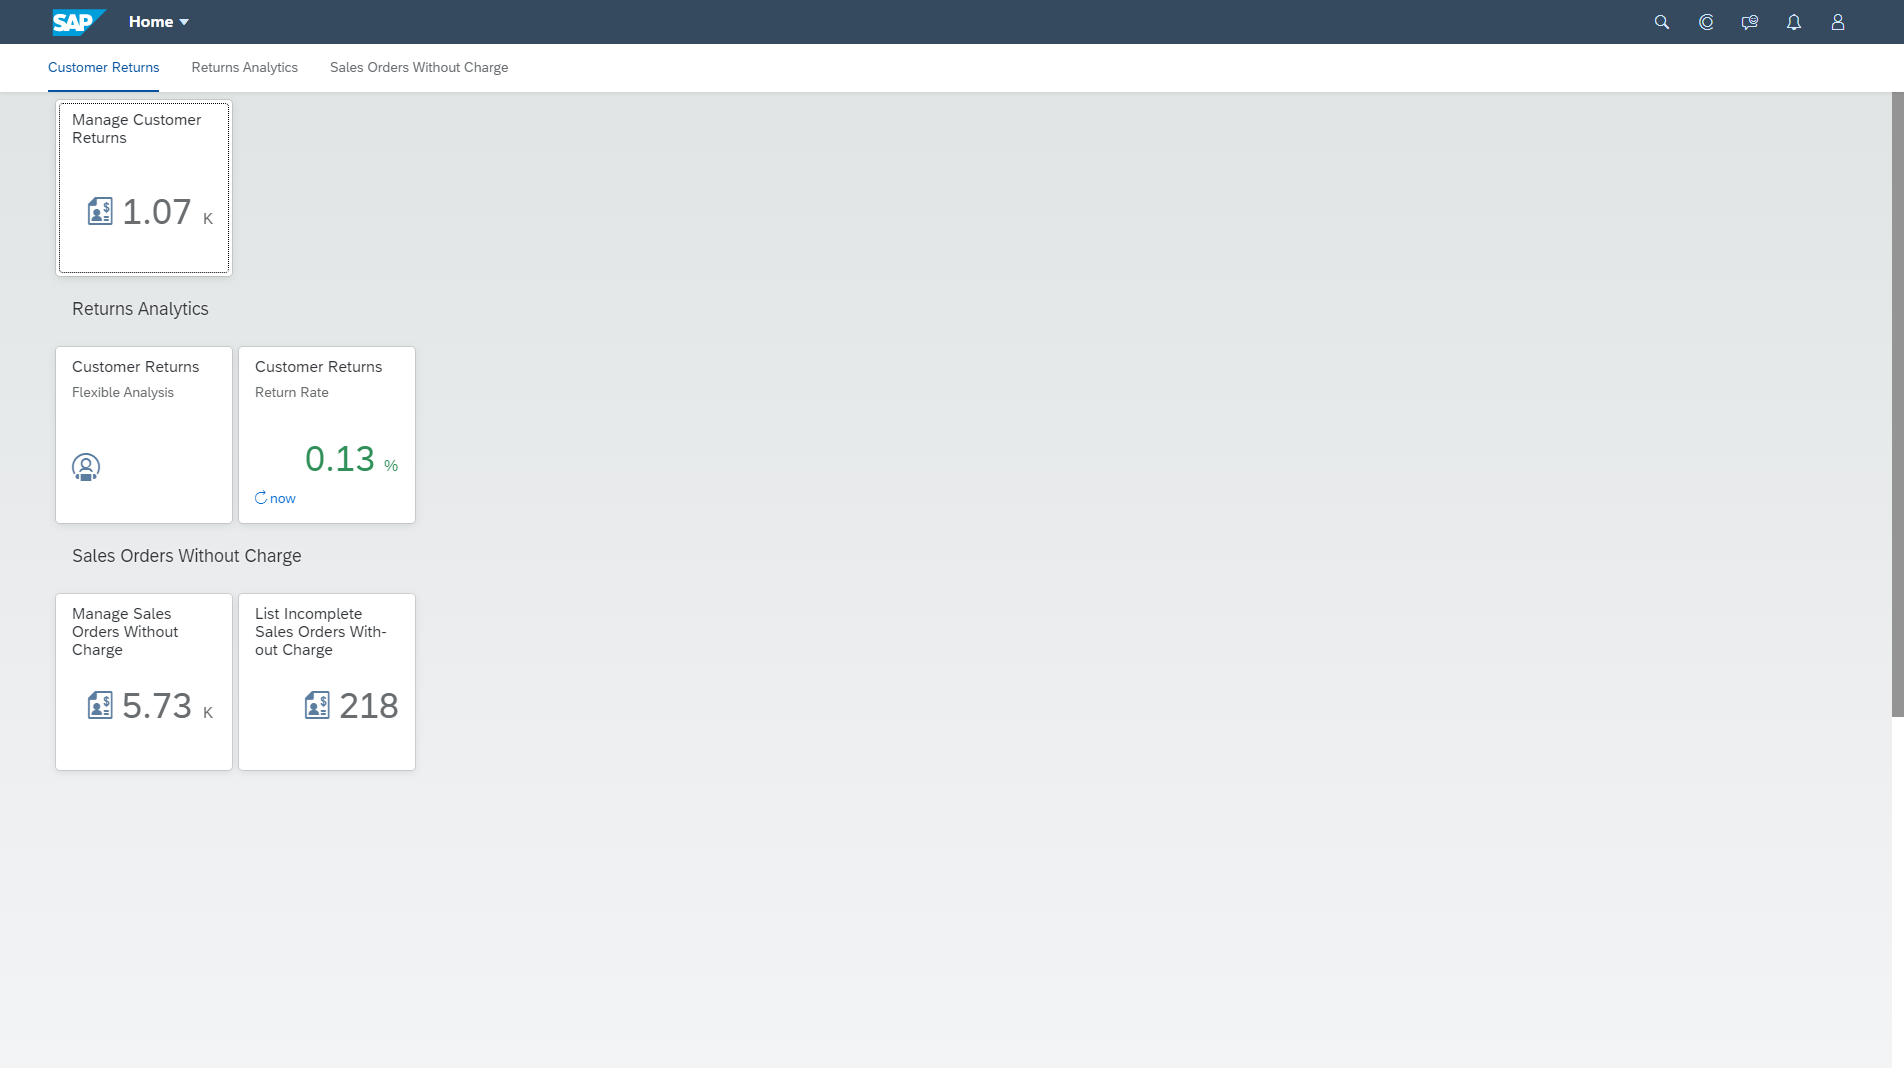 SAP Home
Customer Returns Returns Analytics Sales Orders Without Charge
Manage Customer
Returns
1.07 K
Returns Analytics
Customer Returns
Flexible Analysis
Customer Returns
Return Rate
0.13 %
now
Sales Orders Without Charge
Manage Sales
Orders Without
Charge
5.73 K
List Incomplete
Sales Orders With-
out Charge
218